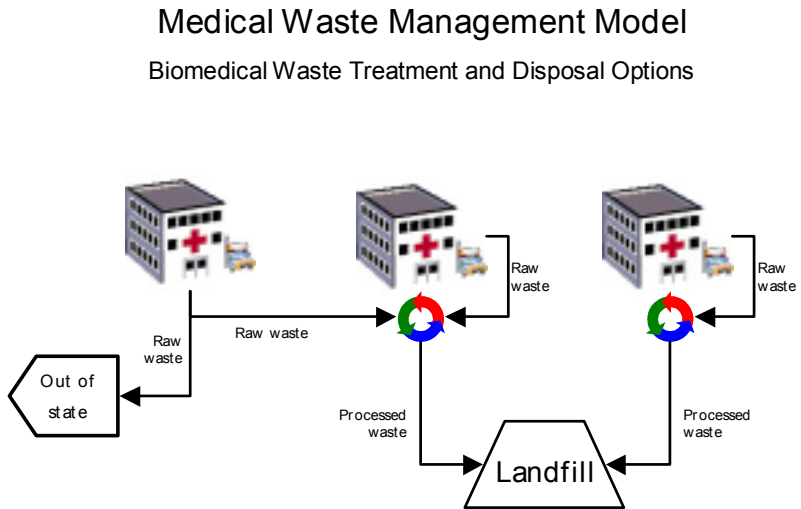 Medical Waste Management Model
Biomedical Waste Treatment and Disposal Options
Raw
waste
Raw
waste
Raw waste
Raw
waste
Out of
state
Processed
waste
Processed
waste
Landfill